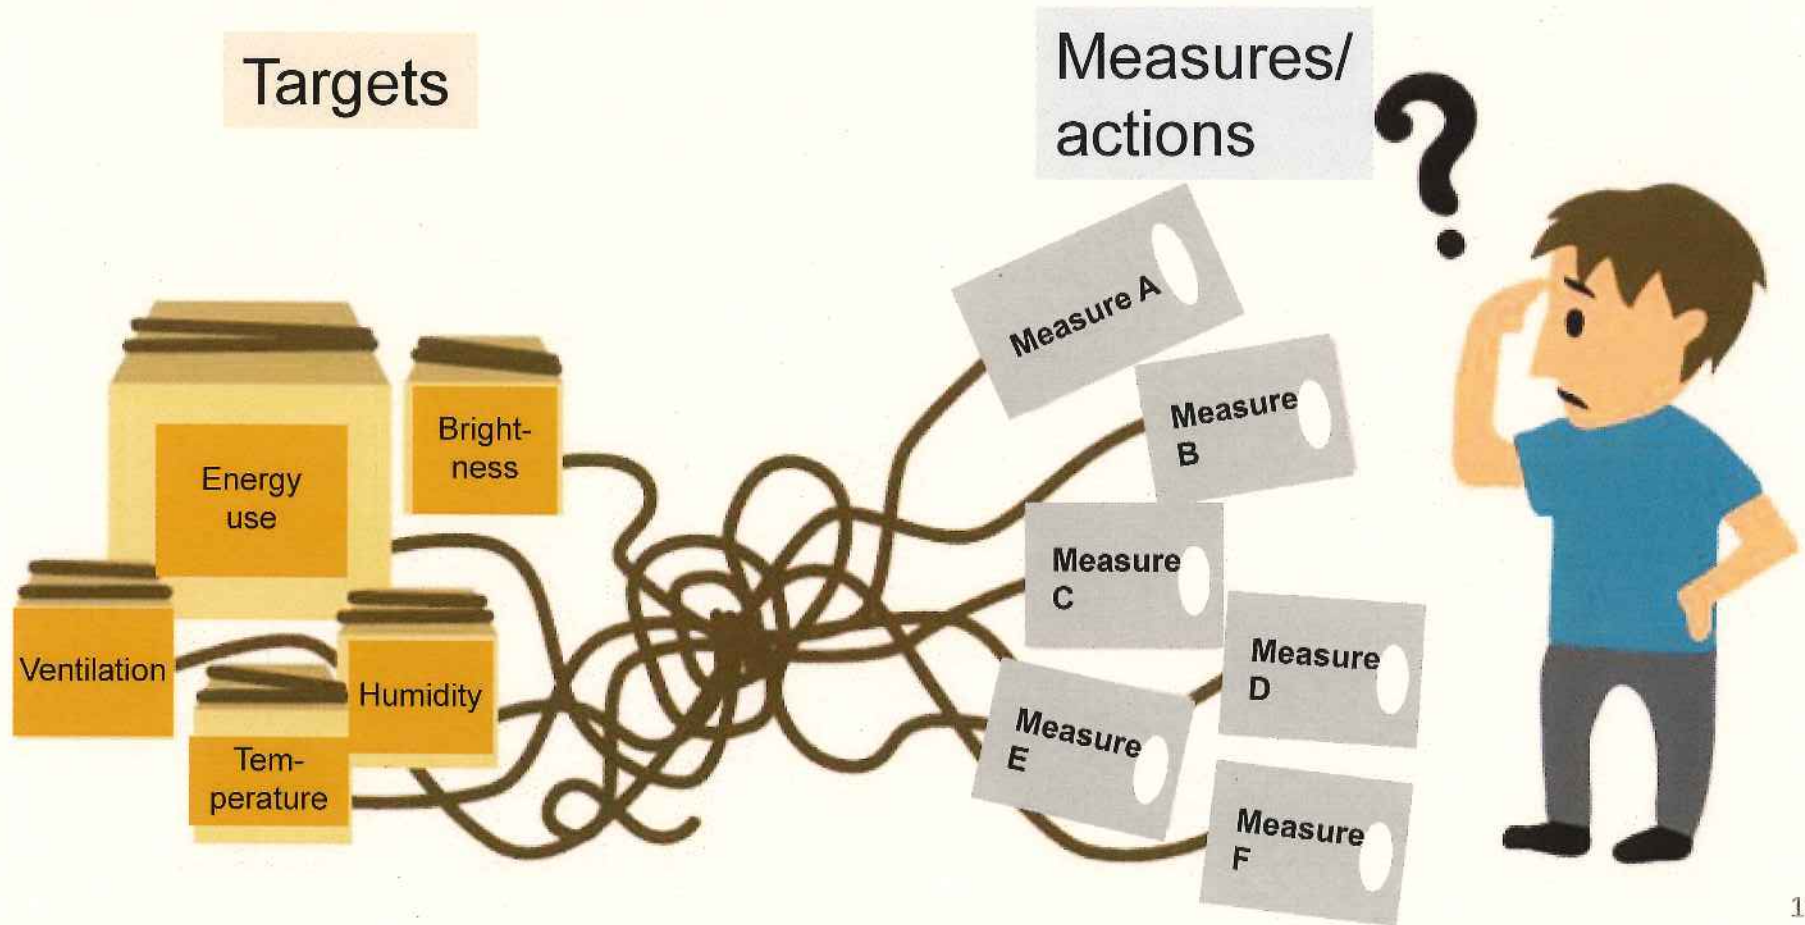 Targets
Measures/
actions
Measure A
Measure
B
Measure
C
Measure
D
Measure
E
Measure
F
Energy
use
Bright-
ness
Ventilation
Humidity
Tem-
perature
1